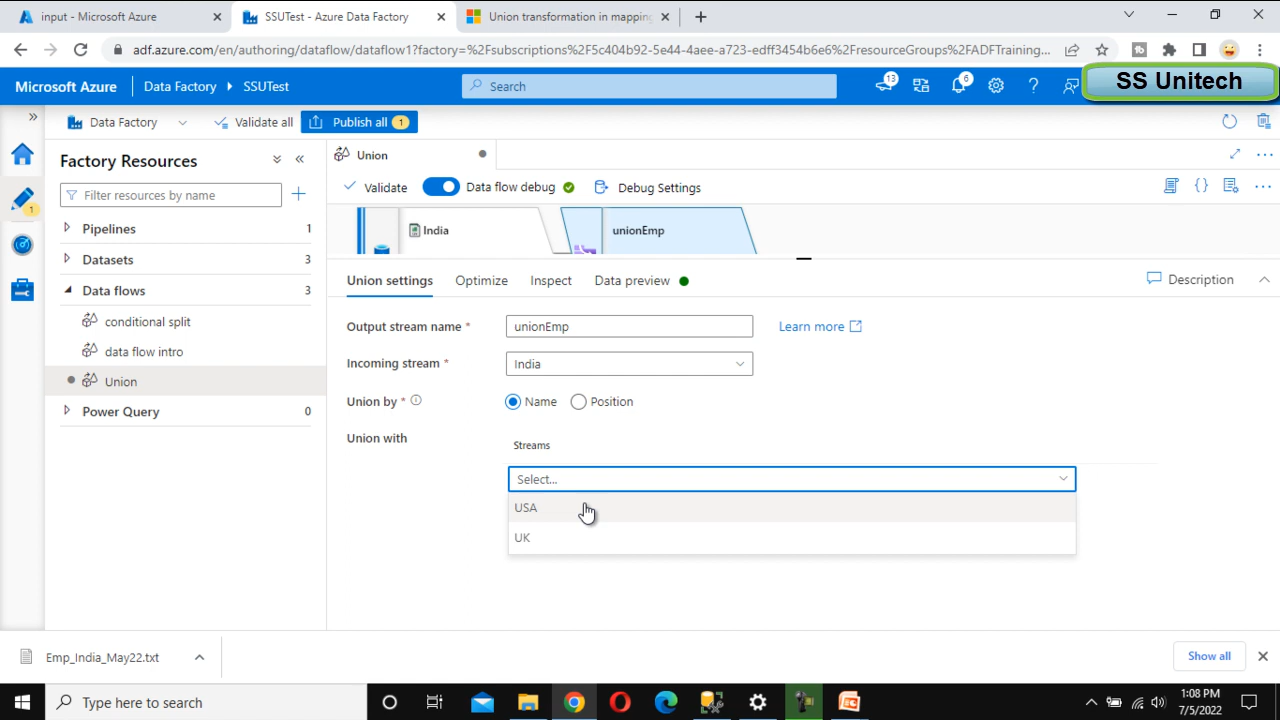 input - Microsoft Azure
SSUTest - Azure Data Factory
Union transformation in mapping
adf.azure.com/en/authoring/dataflow/dataflow1?factory=%2Fsubscriptions%2F5c404b92-5e44-4aee-a723-edff3454b6e6%2FresourceGroups%2FADFTraining...
Microsoft Azure
Data Factory
SSUTest
Search
13
6
SS Unitech
Data Factory
Validate all
Publish all 1
Factory Resources
Filter resources by name
Pipelines 1
Datasets 3
Data flows 3
conditional split
data flow intro
Union
Power Query 0
1
Union
Validate
Data flow debug
Debug Settings
India
unionEmp
Union settings
Optimize
Inspect
Data preview
Description
Output stream name *
unionEmp
Learn more
Incoming stream *
India
Union by *
Name
Position
Union with
Streams
Select...
USA
UK
Emp_India_May22.txt
Show all
Type here to search
1:08 PM
7/5/2022